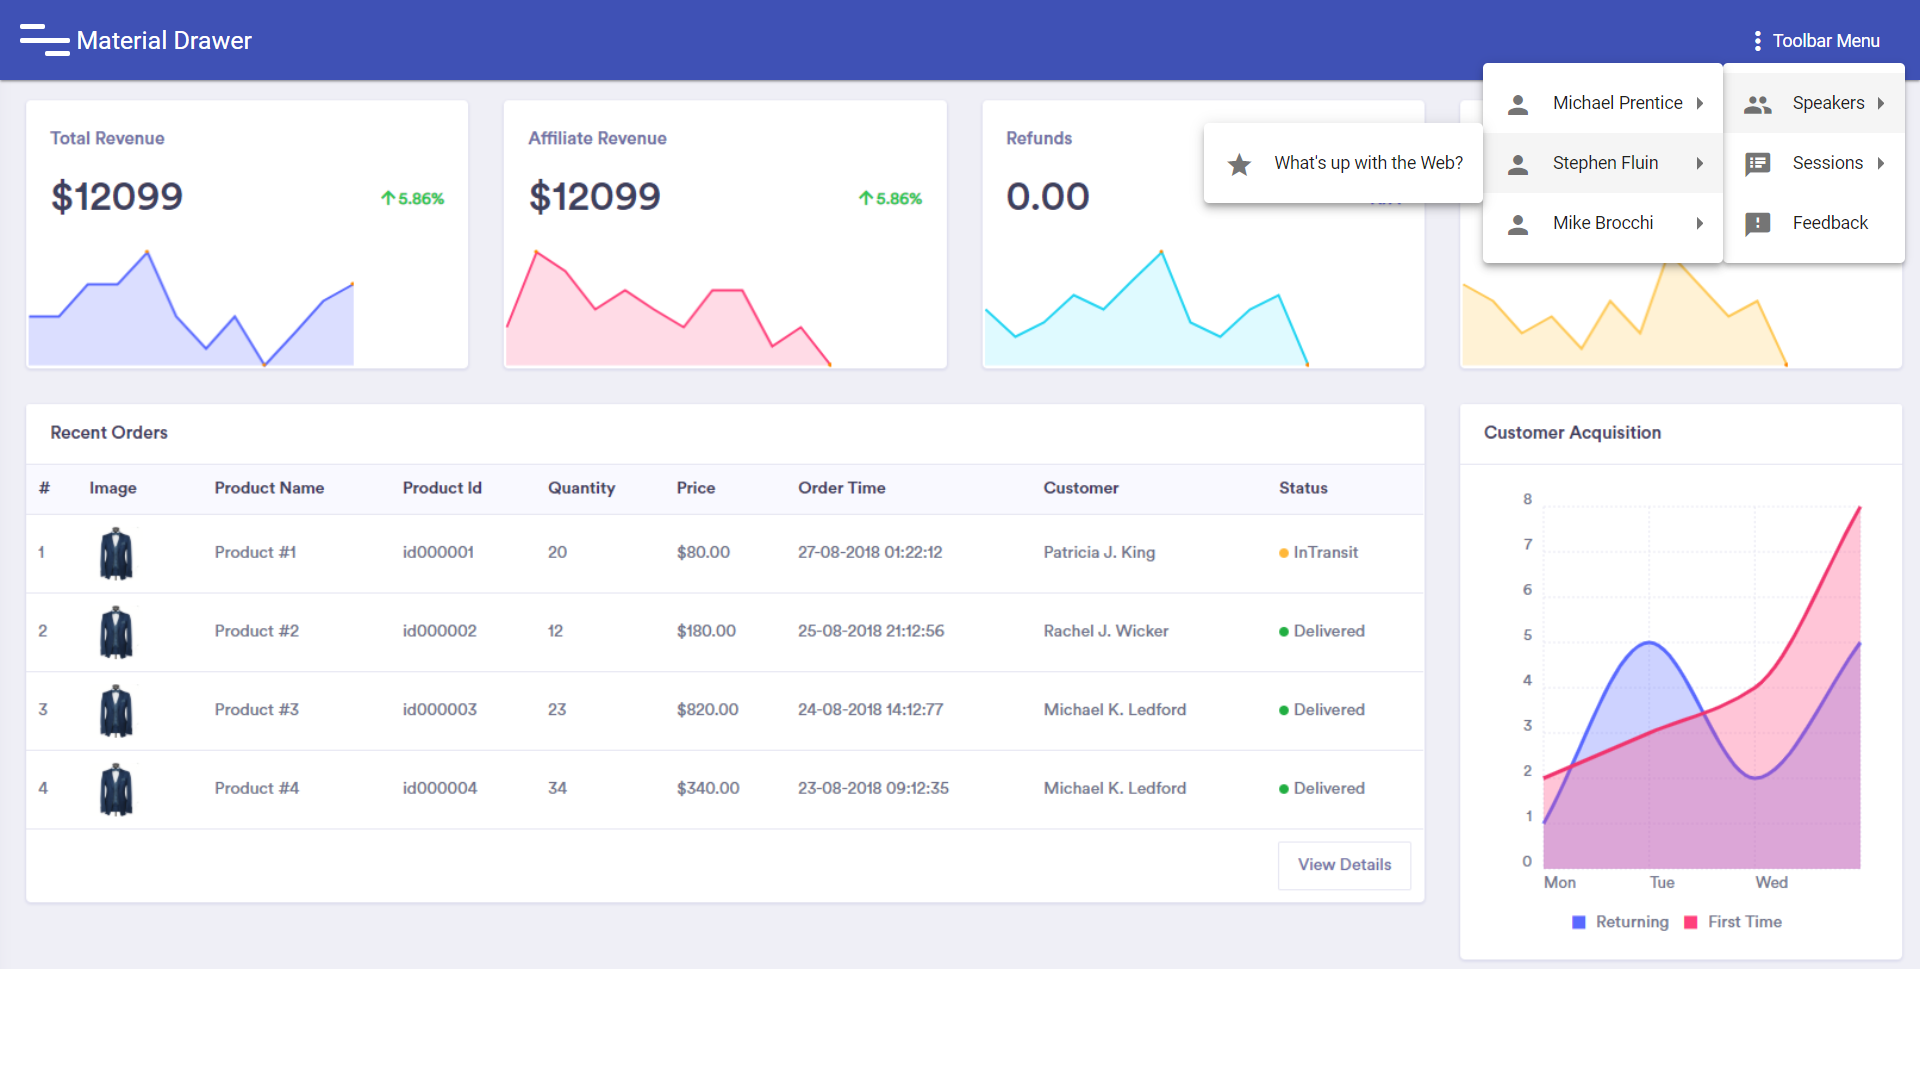 Material Drawer
Toolbar Menu
Michael Prentice
Stephen Fluin
Mike Brocchi
Speakers
Sessions
Feedback
What's up with the Web?
Total Revenue
$12099
5.86%
Affiliate Revenue
$12099
5.86%
Refunds
0.00
Recent Orders
# Image Product Name Product Id Quantity Price Order Time Customer Status
1 Product #1 id000001 20 $80.00 27-08-2018 01:22:12 Patricia J. King InTransit
2 Product #2 id000002 12 $180.00 25-08-2018 21:12:56 Rachel J. Wicker Delivered
3 Product #3 id000003 23 $820.00 24-08-2018 14:12:77 Michael K. Ledford Delivered
4 Product #4 id000004 34 $340.00 23-08-2018 09:12:35 Michael K. Ledford Delivered
View Details
Customer Acquisition
8
7
6
5
4
3
2
1
0
Mon Tue Wed
Returning First Time